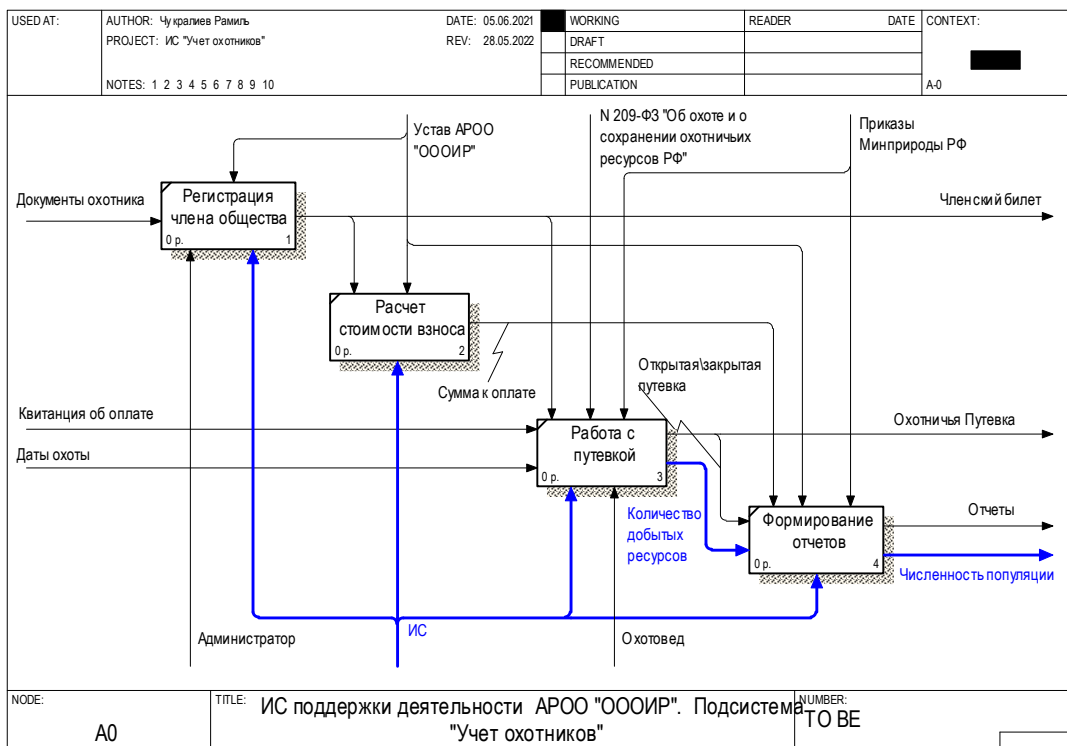 USED AT:
AUTHOR: Чукралиев Рамиль
DATE: 05.06.2021
PROJECT: ИС "Учет охотников"
REV: 28.05.2022
NOTES: 1 2 3 4 5 6 7 8 9 10
WORKING
DRAFT
RECOMMENDED
PUBLICATION
READER
DATE
CONTEXT:
A-0
Устав АРОО
"ОООИР"
N 209-ФЗ "Об охоте и о
сохранении охотничьих
ресурсов РФ"
Приказы
Минприроды РФ
Документы охотника
Регистрация
члена общества
0 р.
1
Членский билет
Расчет
стоимости взноса
0 р.
2
Сумма к оплате
Открытая\закрытая
путевка
Квитанция об оплате
Даты охоты
Работа с
путевкой
0 р.
3
Охотничья Путевка
Количество
добытых
ресурсов
Формирование
отчетов
0 р.
4
Отчеты
Численность популяции
Администратор
ИС
Охотовед
NODE:
A0
TITLE:
ИС поддержки деятельности АРОО "ОООИР". Подсистема
"Учет охотников"
NUMBER:
TO BE